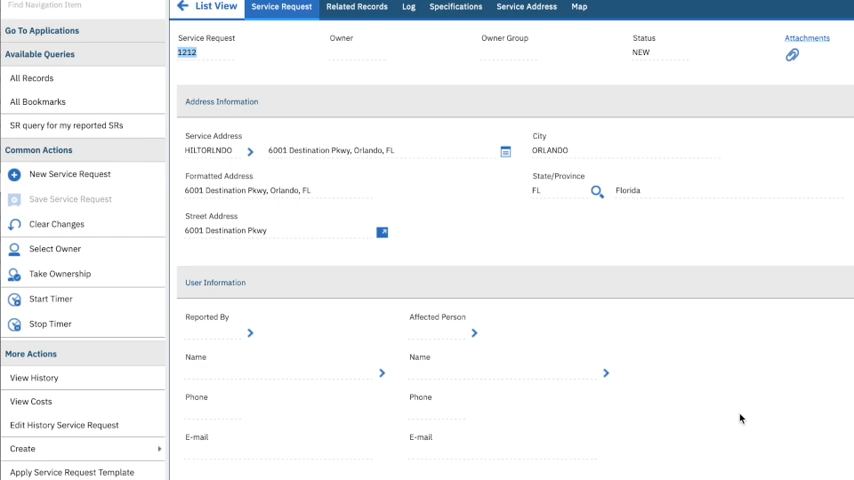 Find Navigation Item
List View
Service Request
Related Records
Log
Specifications
Service Address
Map
Go To Applications
Available Queries
All Records
All Bookmarks
SR query for my reported SRs
Common Actions
New Service Request
Save Service Request
Clear Changes
Select Owner
Take Ownership
Start Timer
Stop Timer
More Actions
View History
View Costs
Edit History Service Request
Create
Apply Service Request Template
Service Request
1212
Owner
Owner Group
Status
NEW
Attachments
Address Information
Service Address
HILTORLNDO
6001 Destination Pkwy, Orlando, FL
City
ORLANDO
Formatted Address
6001 Destination Pkwy, Orlando, FL
State/Province
FL
Florida
Street Address
6001 Destination Pkwy
User Information
Reported By
Affected Person
Name
Name
Phone
Phone
E-mail
E-mail